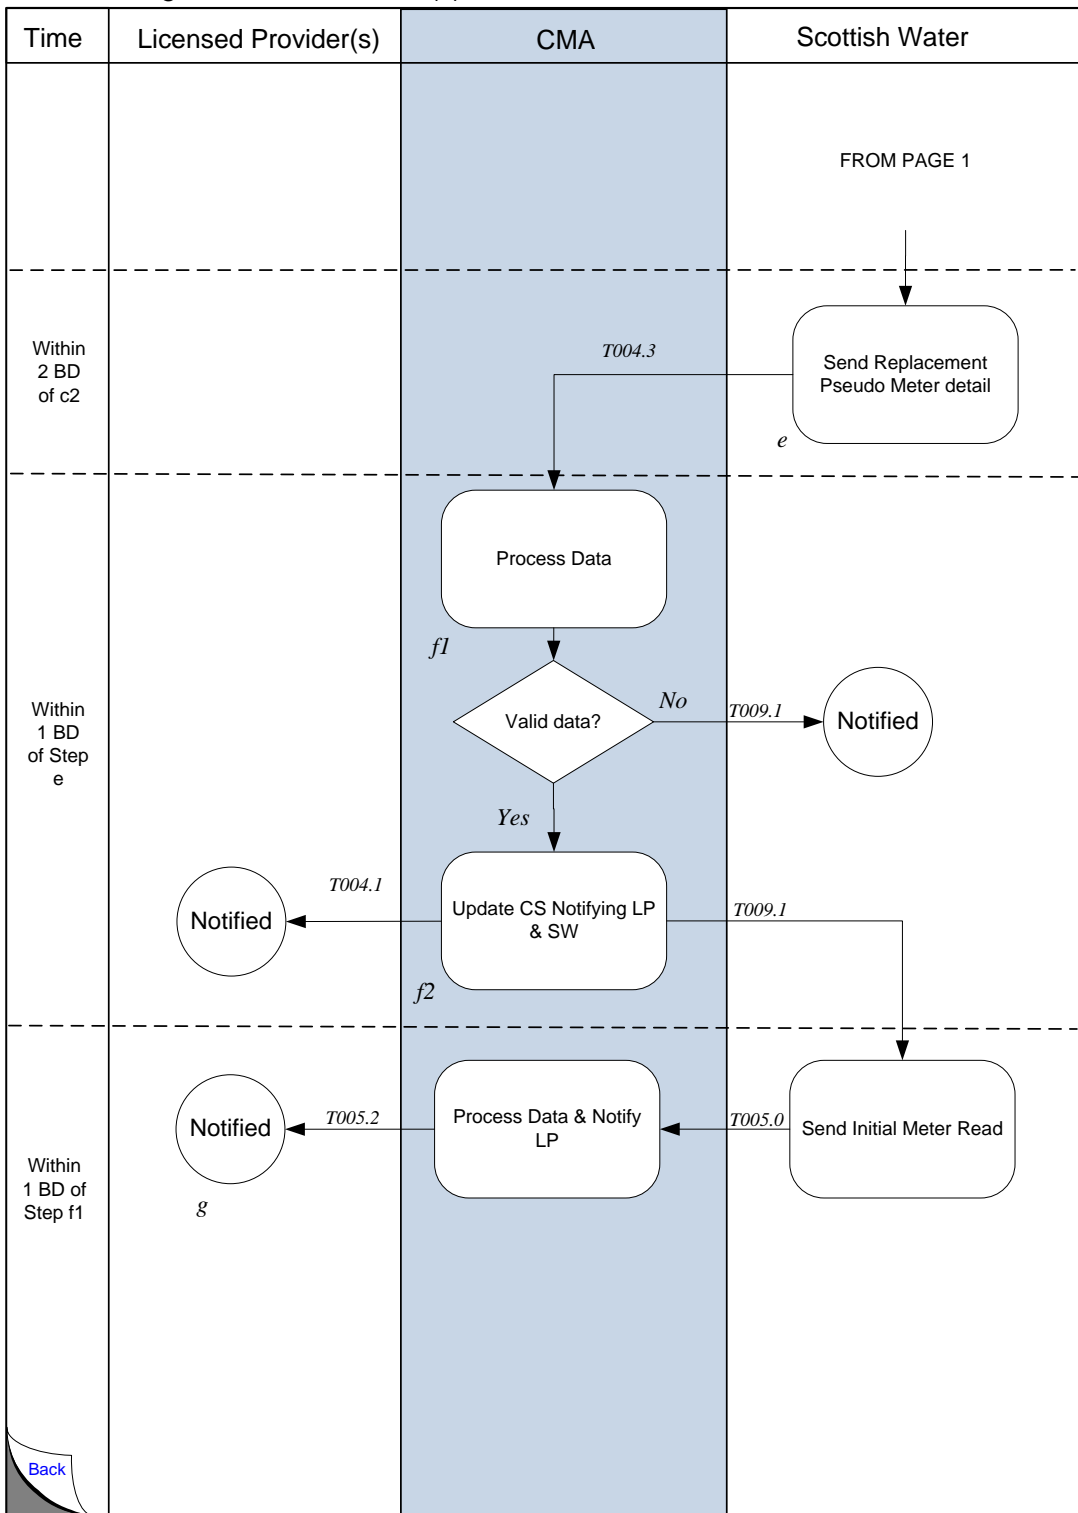 Time
Licensed Provider(s)
CMA
Scottish Water
FROM PAGE 1
Within
2 BD
of c2
T004.3
Send Replacement
Pseudo Meter detail
e
Process Data
f1
Within
1 BD
of Step
e
Valid data?
No
T009.1
Notified
Yes
Notified
T004.1
Update CS Notifying LP
& SW
T009.1
f2
Within
1 BD of
Step f1
Notified
T005.2
Process Data & Notify
LP
T005.0
Send Initial Meter Read
g
Back